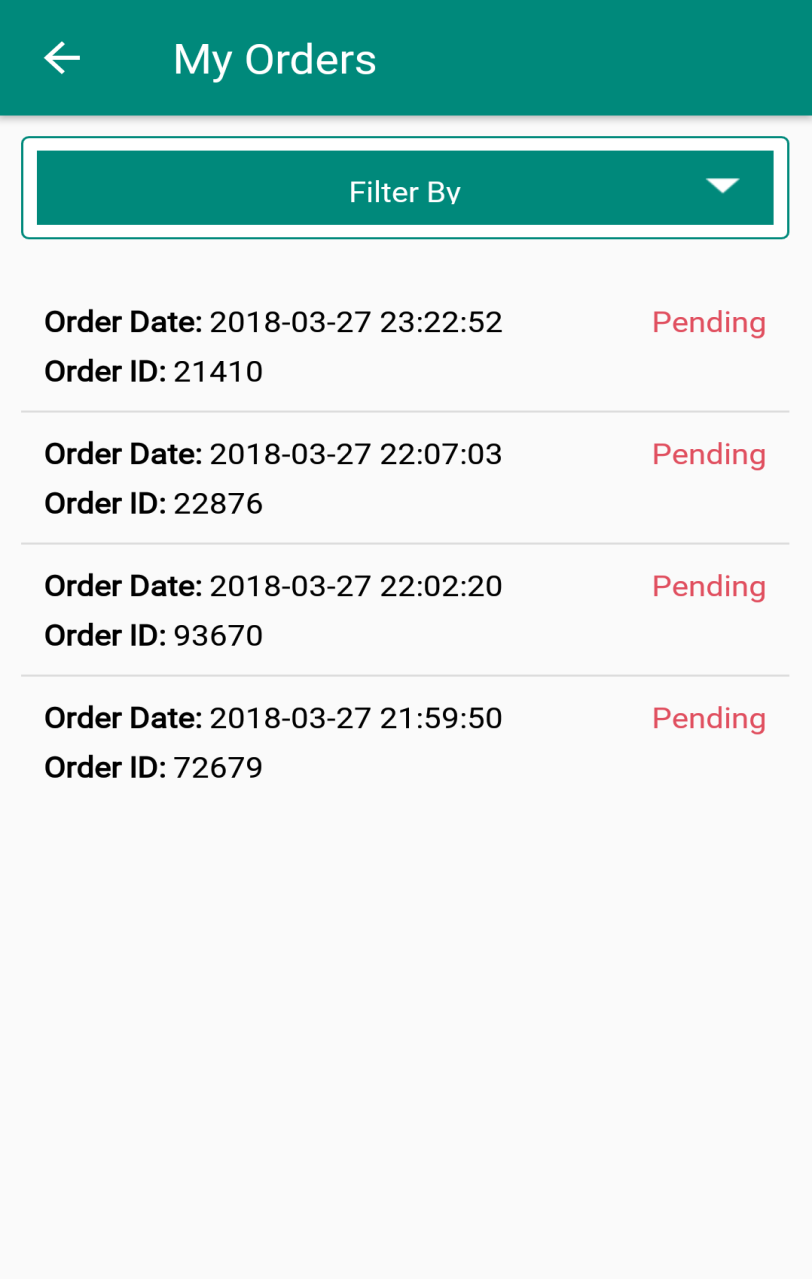 My Orders
Filter By
Order Date: 2018-03-27 23:22:52 Pending
Order ID: 21410
Order Date: 2018-03-27 22:07:03 Pending
Order ID: 22876
Order Date: 2018-03-27 22:02:20 Pending
Order ID: 93670
Order Date: 2018-03-27 21:59:50 Pending
Order ID: 72679